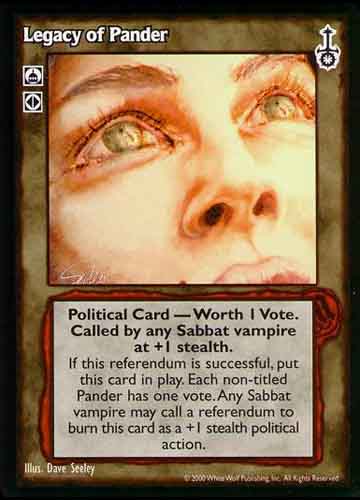 Legacy of Pander
Political Card — Worth 1 Vote.
Called by any Sabbat vampire
at +1 stealth.
If this referendum is successful, put
this card in play. Each non-titled
Pander has one vote. Any Sabbat
vampire may call a referendum to
burn this card as a +1 stealth political
action.
Illus. Dave Seeley
© 2000 White Wolf Publishing, Inc. All Rights Reserved